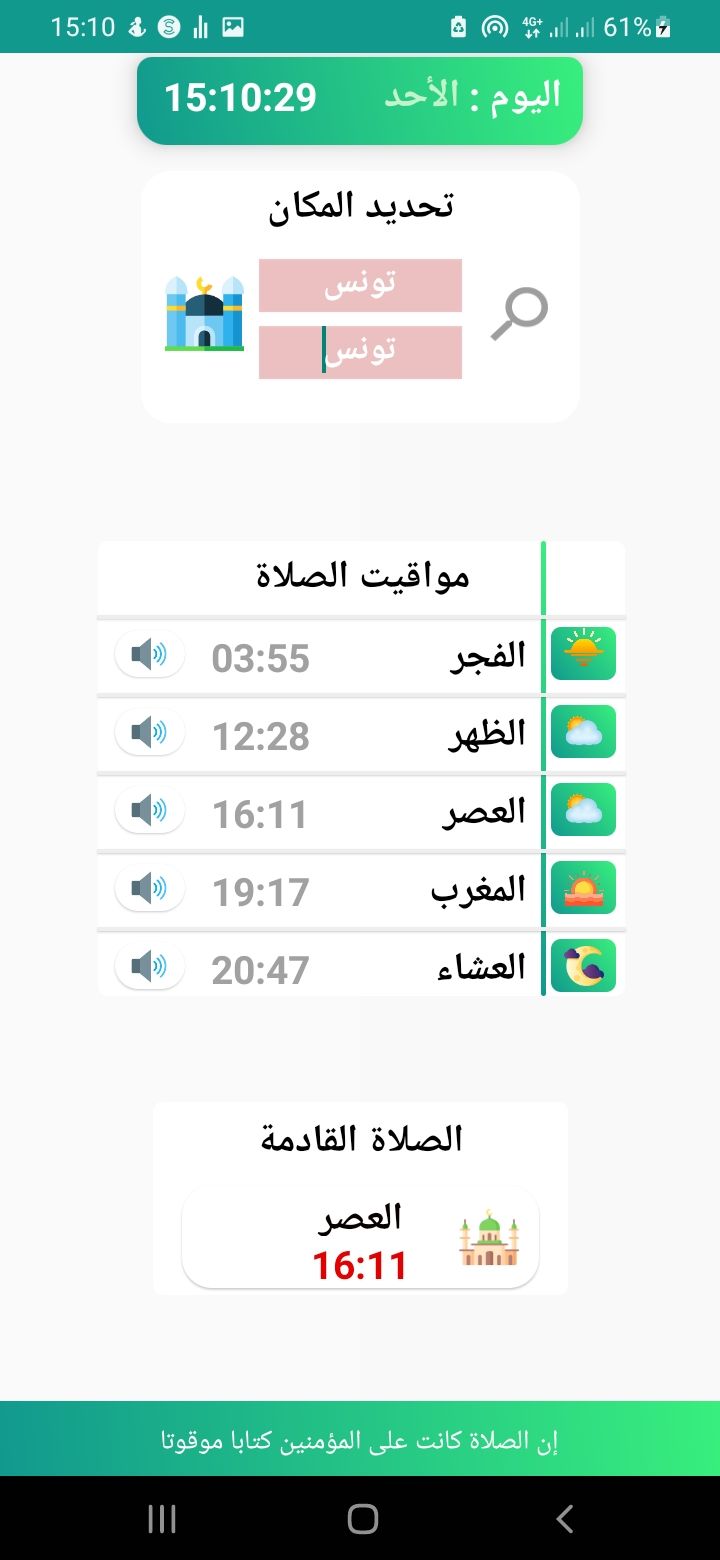 15:10 4G+ 61%
اليوم : الأحد 15:10:29
تحديد المكان
تونس
تونس
مواقيت الصلاة
الفجر 03:55
الظهر 12:28
العصر 16:11
المغرب 19:17
العشاء 20:47
الصلاة القادمة
العصر
16:11
إن الصلاة كانت على المؤمنين كتابا موقوتا